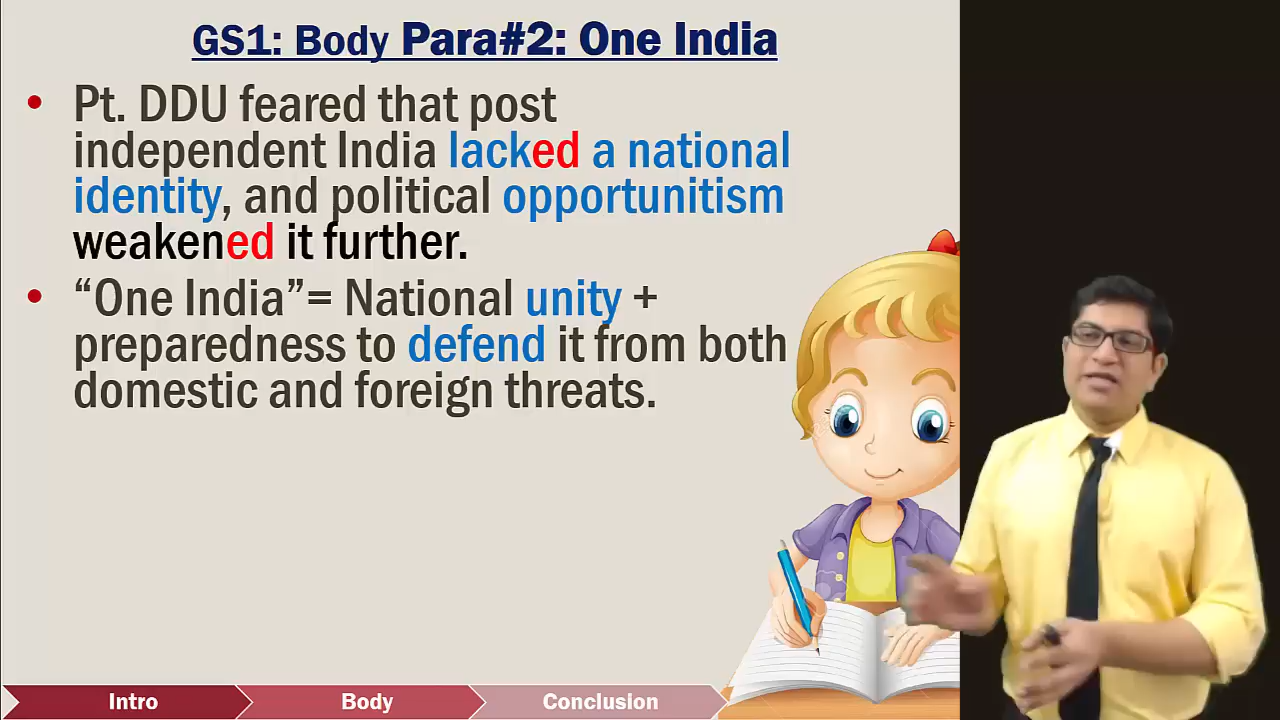 GS1: Body Para#2: One India
• Pt. DDU feared that post
independent India lacked a national
identity, and political opportunitism
weakened it further.
• “One India”= National unity +
preparedness to defend it from both
domestic and foreign threats.
Intro
Body
Conclusion